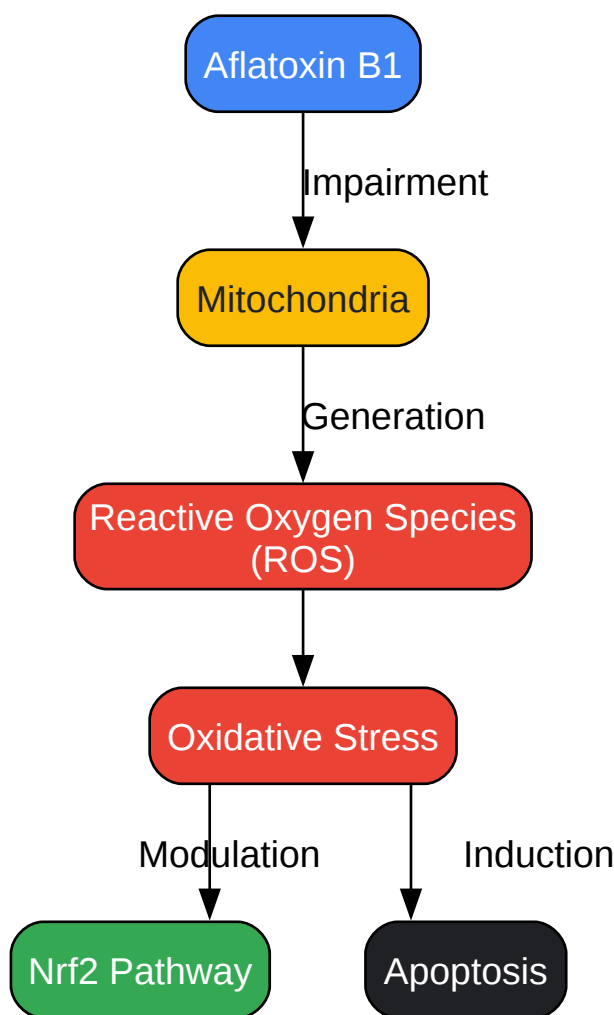 Aflatoxin B1
Impairment
Mitochondria
Generation
Reactive Oxygen Species
(ROS)
Oxidative Stress
Modulation
Induction
Nrf2 Pathway
Apoptosis